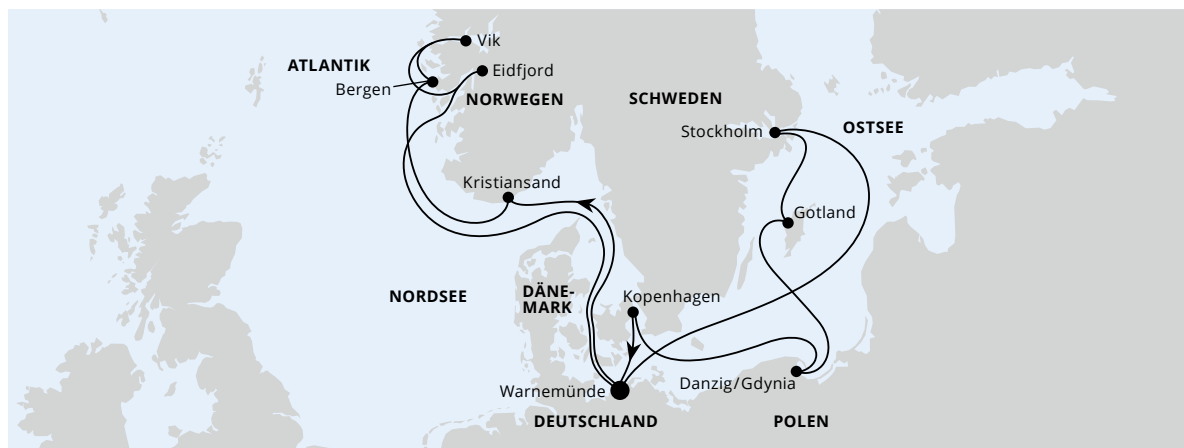 Vik
ATLANTIK
Eidfjord
Bergen
NORWEGEN
SCHWEDEN
Stockholm
OSTSEE
Kristiansand
Gotland
NORDSEE
DÄNE-
MARK
Kopenhagen
Warnemünde
Danzig/Gdynia
DEUTSCHLAND
POLEN